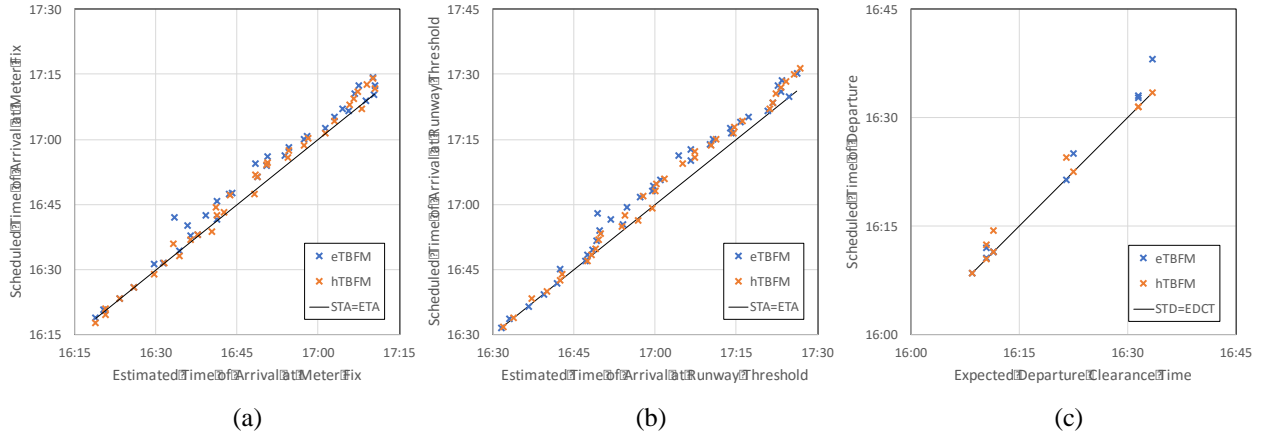 17:30
17:15
17:00
16:45
16:30
16:15
16:15
16:30
16:45
17:00
17:15
Scheduled Time of Arrival at Meter Fix
Estimated Time of Arrival at Meter Fix
eTBFM
hTBFM
STA=ETA
(a)
17:45
17:30
17:15
17:00
16:45
16:30
16:30
16:45
17:00
17:15
17:30
Scheduled Time of Arrival at Runway Threshold
Estimated Time of Arrival at Runway Threshold
eTBFM
hTBFM
STA=ETA
(b)
16:45
16:30
16:15
16:00
16:00
16:15
16:30
16:45
Scheduled Time of Departure
Expected Departure Clearance Time
eTBFM
hTBFM
STD=EDCT
(c)